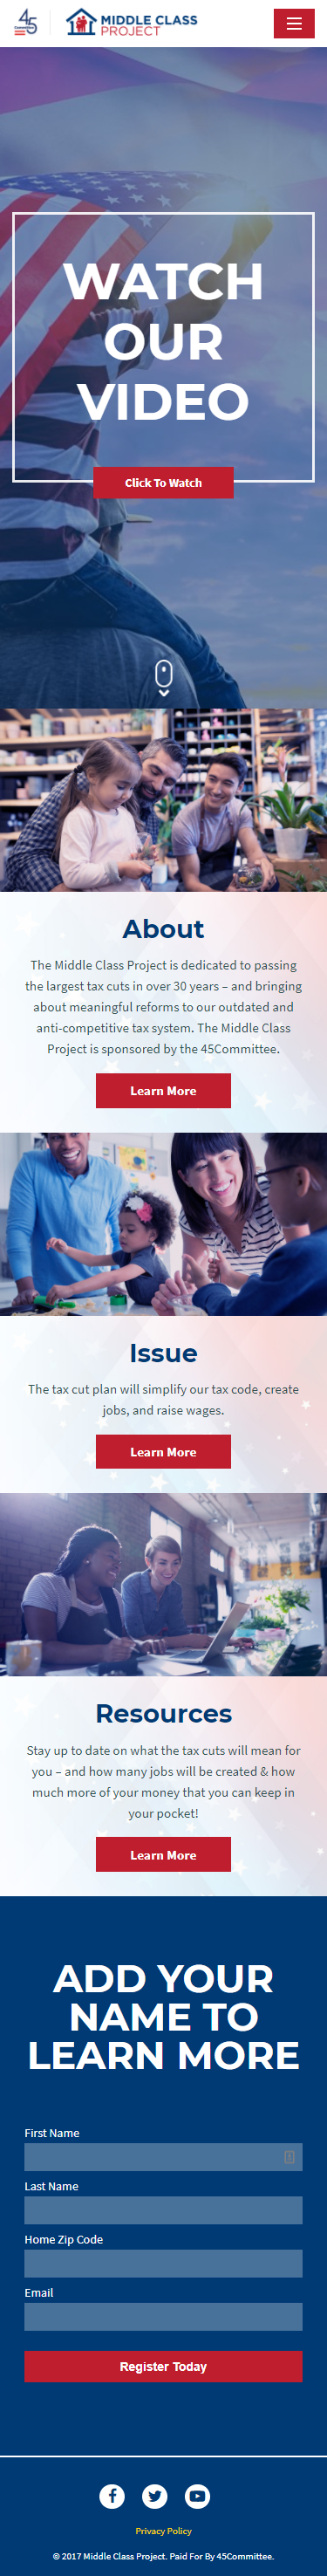 45
Committee
MIDDLE CLASS
PROJECT
WATCH
OUR
VIDEO
Click To Watch
About
The Middle Class Project is dedicated to passing
the largest tax cuts in over 30 years – and bringing
about meaningful reforms to our outdated and
anti-competitive tax system. The Middle Class
Project is sponsored by the 45Committee.
Learn More
Issue
The tax cut plan will simplify our tax code, create
jobs, and raise wages.
Learn More
Resources
Stay up to date on what the tax cuts will mean for
you – and how many jobs will be created & how
much more of your money that you can keep in
your pocket!
Learn More
ADD YOUR
NAME TO
LEARN MORE
First Name
Last Name
Home Zip Code
Email
Register Today
Privacy Policy
© 2017 Middle Class Project. Paid For By 45Committee.